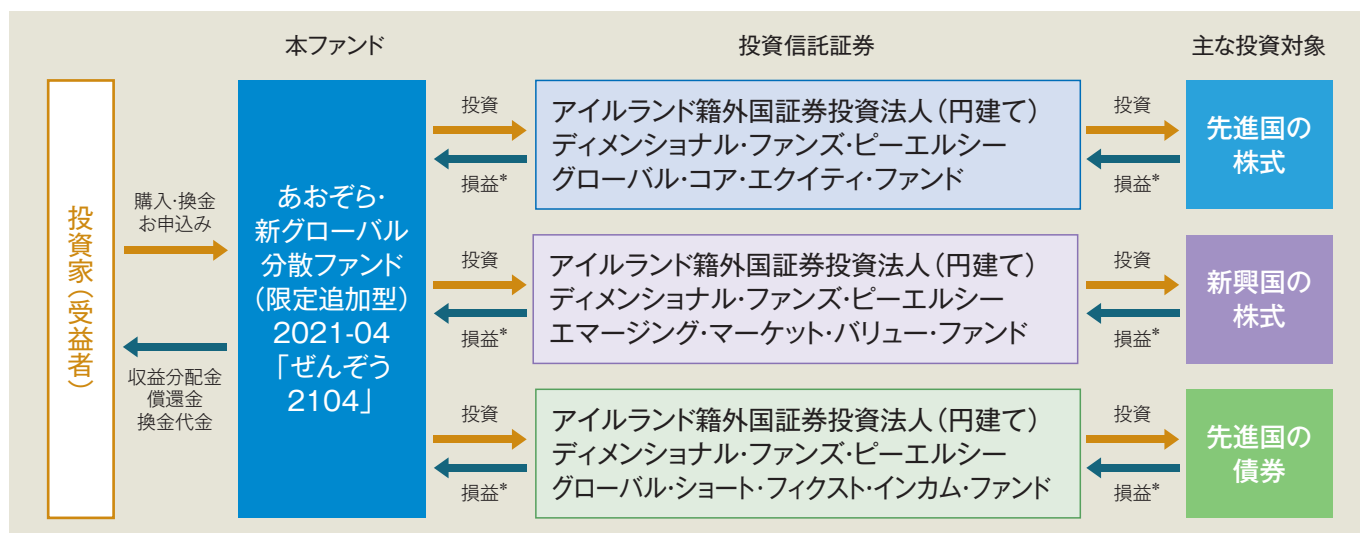 本ファンド
投資信託証券
主な投資対象
投資家(受益者)
購入・換金
お申込み
収益分配金
償還金
換金代金
あおぞら・
新グローバル
分散ファンド
(限定追加型)
2021-04
「ぜんぞう
2104」
投資
損益*
アイルランド籍外国証券投資法人(円建て)
ディメンショナル・ファンズ・ピーエルシー
グローバル・コア・エクイティ・ファンド
投資
損益*
先進国の
株式
投資
損益*
アイルランド籍外国証券投資法人(円建て)
ディメンショナル・ファンズ・ピーエルシー
エマージング・マーケット・バリュー・ファンド
投資
損益*
新興国の
株式
投資
損益*
アイルランド籍外国証券投資法人(円建て)
ディメンショナル・ファンズ・ピーエルシー
グローバル・ショート・フィクスト・インカム・ファンド
投資
損益*
先進国の
債券